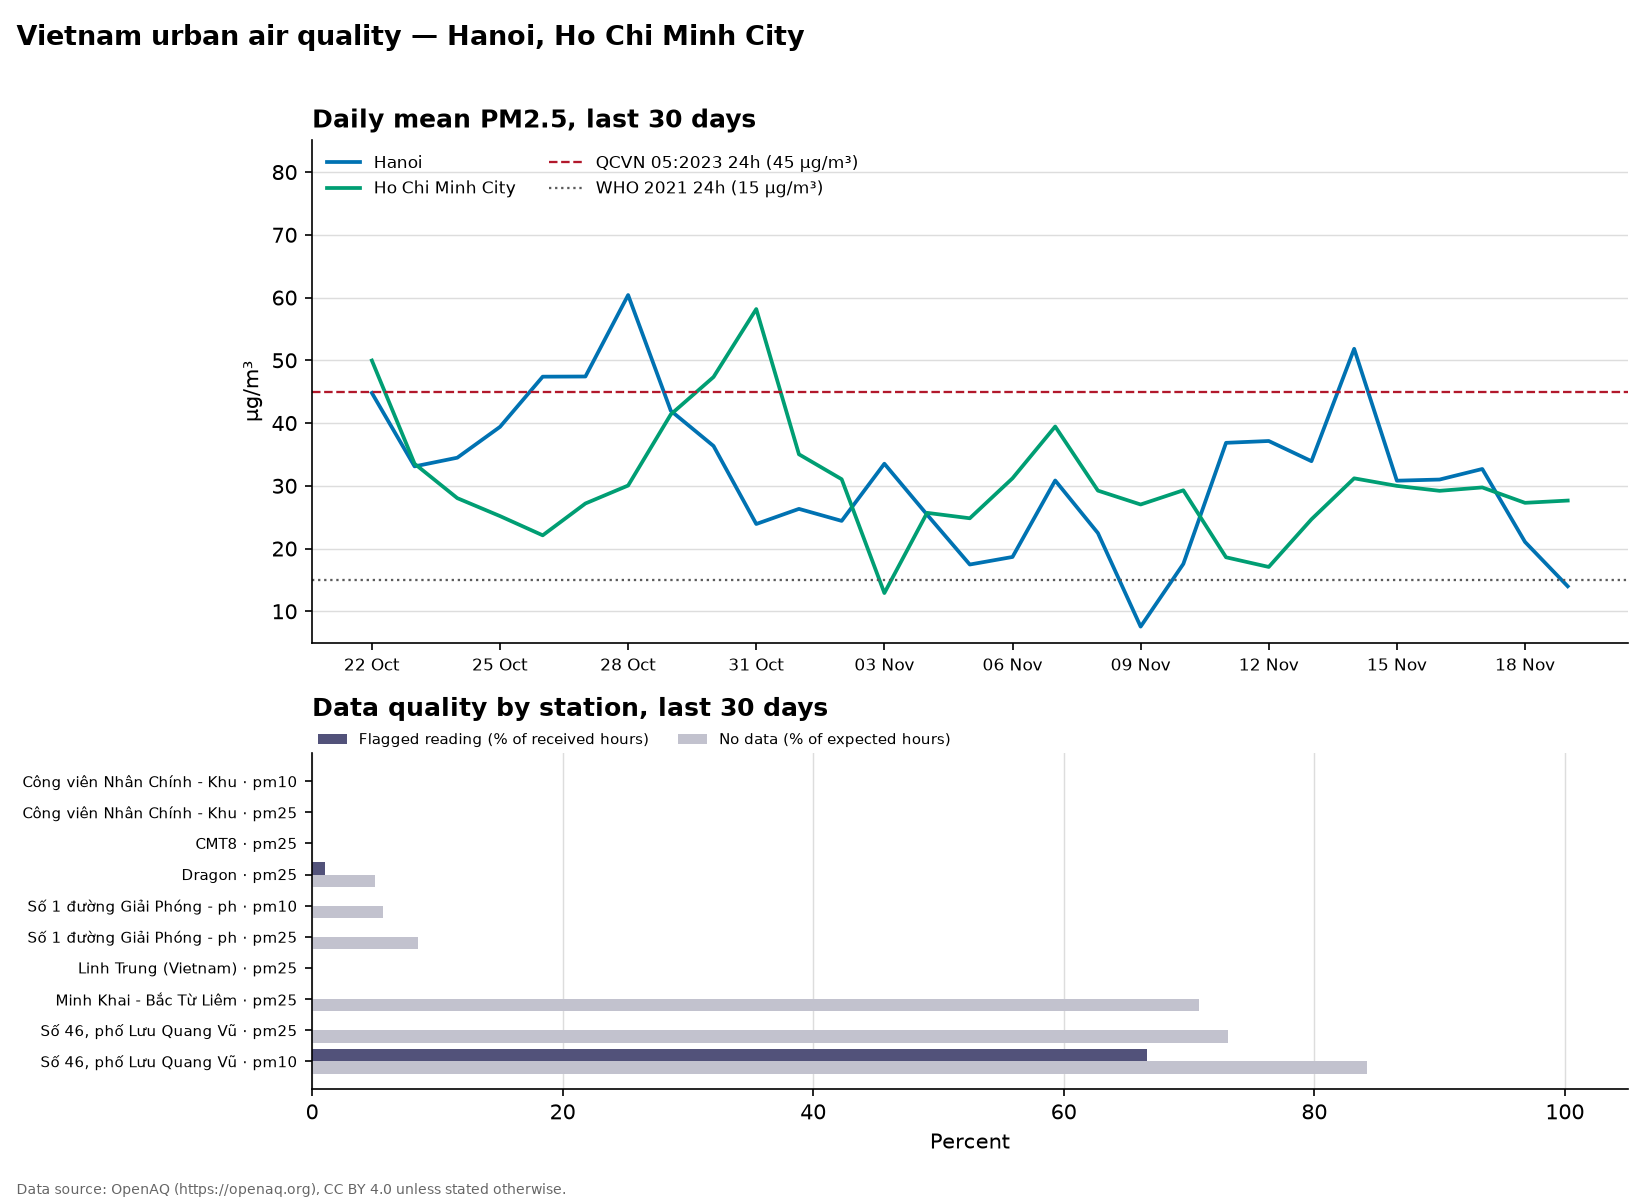 Vietnam urban air quality — Hanoi, Ho Chi Minh City
Daily mean PM2.5, last 30 days
Hanoi
Ho Chi Minh City
QCVN 05:2023 24h (45 µg/m³)
WHO 2021 24h (15 µg/m³)
µg/m³
80
70
60
50
40
30
20
10
22 Oct 25 Oct 28 Oct 31 Oct 03 Nov 06 Nov 09 Nov 12 Nov 15 Nov 18 Nov
Data quality by station, last 30 days
Flagged reading (% of received hours) No data (% of expected hours)
Công viên Nhân Chính - Khu · pm10
Công viên Nhân Chính - Khu · pm25
CMT8 · pm25
Dragon · pm25
Số 1 đường Giải Phóng - ph · pm10
Số 1 đường Giải Phóng - ph · pm25
Linh Trung (Vietnam) · pm25
Minh Khai - Bắc Từ Liêm · pm25
Số 46, phố Lưu Quang Vũ · pm25
Số 46, phố Lưu Quang Vũ · pm10
0 20 40 60 80 100
Percent
Data source: OpenAQ (https://openaq.org), CC BY 4.0 unless stated otherwise.